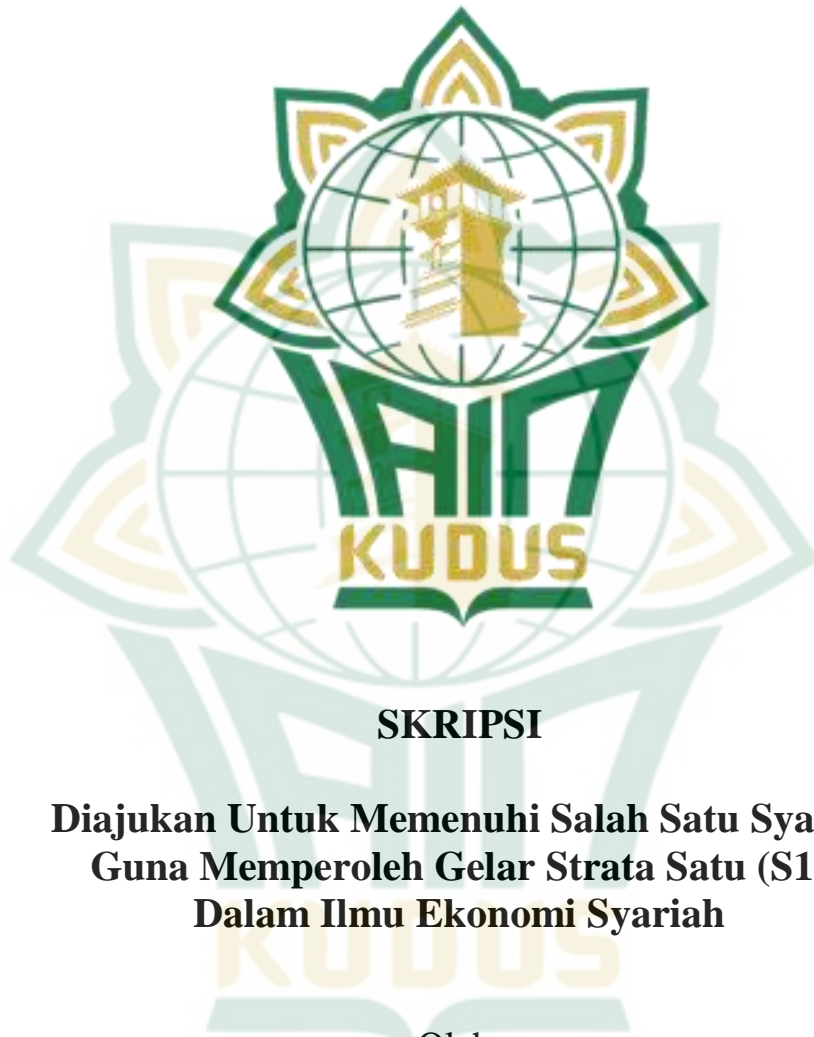 IAIN
KUDUS
SKRIPSI
Diajukan Untuk Memenuhi Salah Satu
Guna Memperoleh Gelar Strata Satu (S1
Dalam Ilmu Ekonomi Syariah